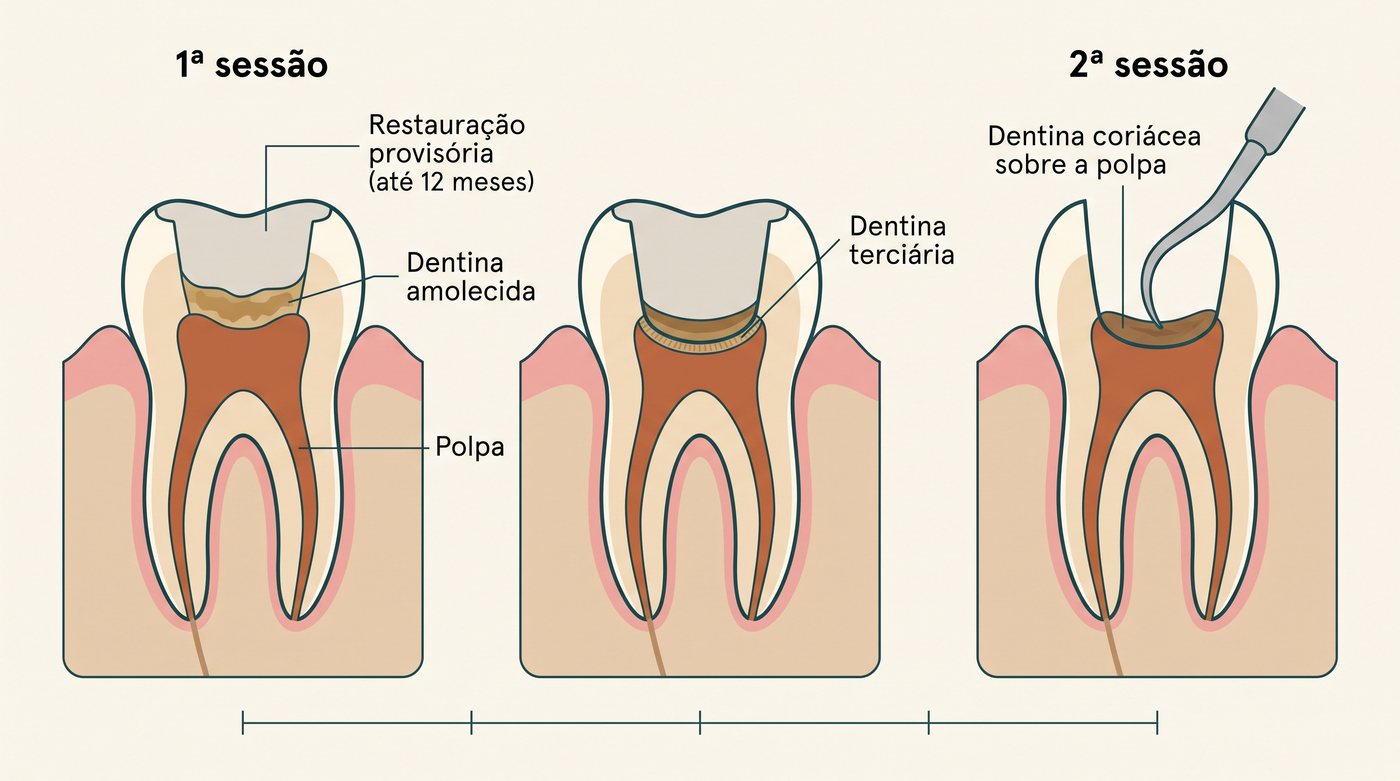 1ª sessão
2ª sessão
Restauração
provisória
(até 12 meses)
Dentina
amolecida
Polpa
Dentina
terciária
Dentina coriácea
sobre a polpa